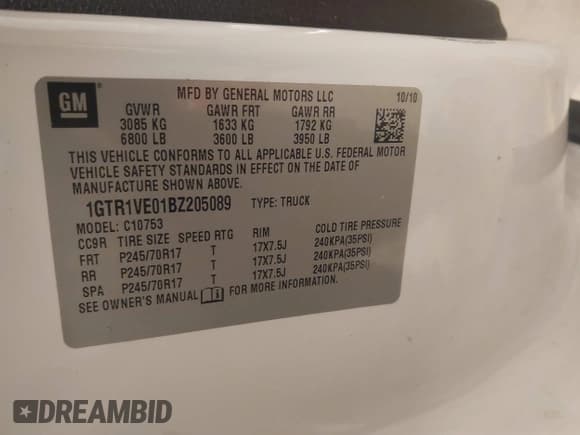 GM
MFD BY GENERAL MOTORS LLC 10/10
GVWR GAWR FRT GAWR RR
3085 KG 1633 KG 1792 KG
6800 LB 3600 LB 3950 LB
THIS VEHICLE CONFORMS TO ALL APPLICABLE U.S. FEDERAL MOTOR
VEHICLE SAFETY STANDARDS IN EFFECT ON THE DATE OF
MANUFACTURE SHOWN ABOVE.
1GTR1VE01BZ205089 TYPE: TRUCK
MODEL: C10753
CC9R TIRE SIZE SPEED RTG RIM COLD TIRE PRESSURE
FRT P245/70R17 T 17X7.5J 240KPA(35PSI)
RR P245/70R17 T 17X7.5J 240KPA(35PSI)
SPA P245/70R17 T 17X7.5J 240KPA(35PSI)
SEE OWNER'S MANUAL FOR MORE INFORMATION.
DREAMBID